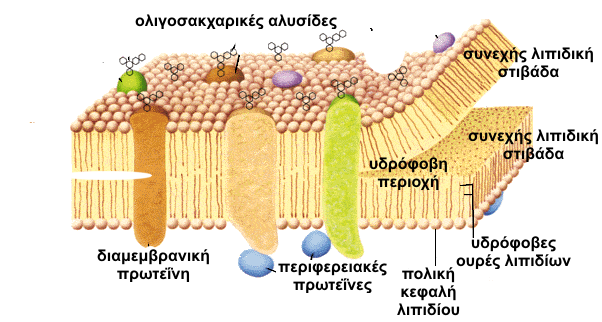 ολιγοσακχαρικές αλυσίδες
συνεχής λιπιδική
στιβάδα
συνεχής λιπιδική
στιβάδα
υδρόφοβη
περιοχή
διαμεμβρανική
πρωτεΐνη
περιφερειακές
πρωτεΐνες
πολική
κεφαλή
λιπιδίου
υδρόφοβες
ουρές λιπιδίων